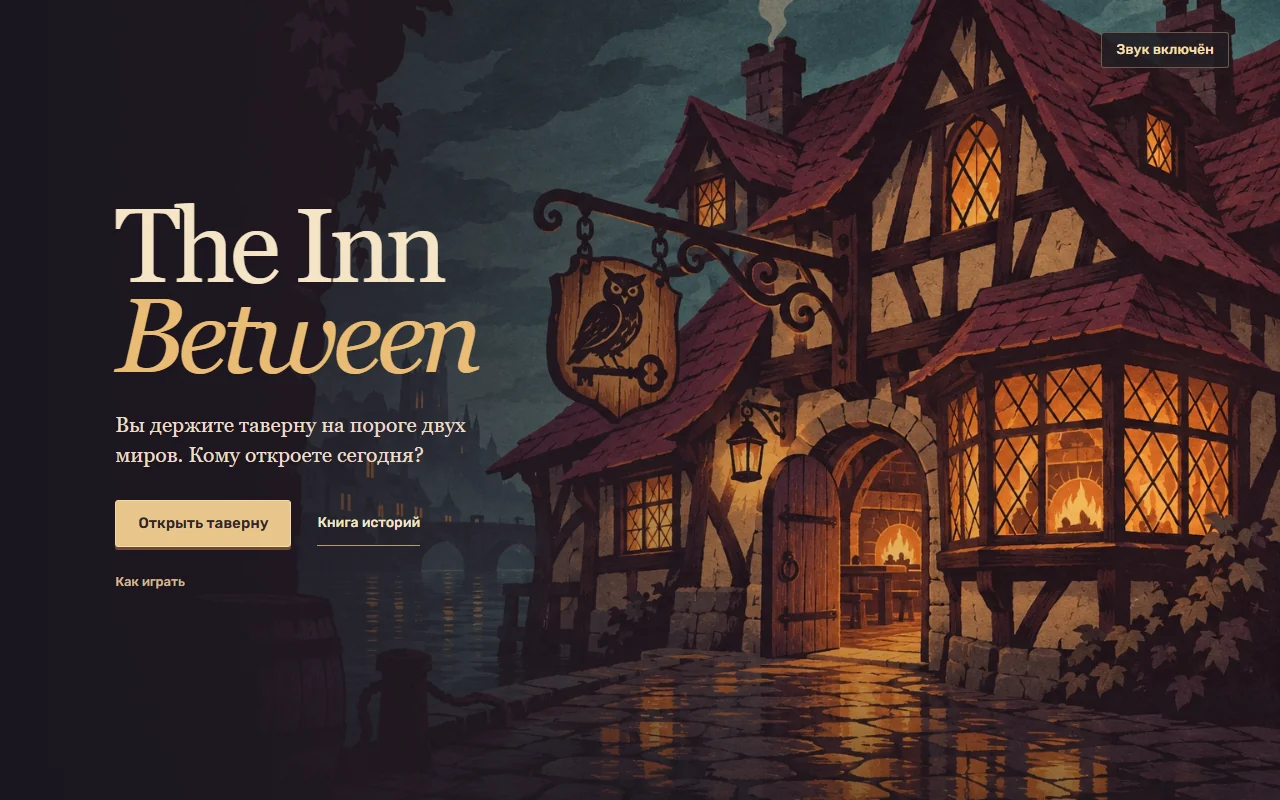 Звук включён
The Inn
Between
Вы держите таверну на пороге двух
миров. Кому откроете сегодня?
Открыть таверну
Книга историй
Как играть